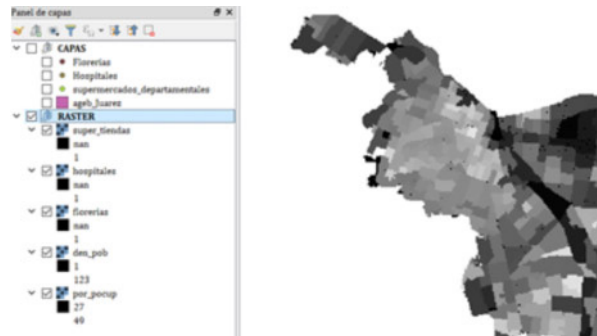 Panel de capas
CAPAS
Florerias
Hospitales
supermercados_departamentales
ageb_Juarez
RASTER
super_tiendas
nan
1
hospitales
nan
1
florerias
nan
1
den_pob
1
123
por_pocup
27
49